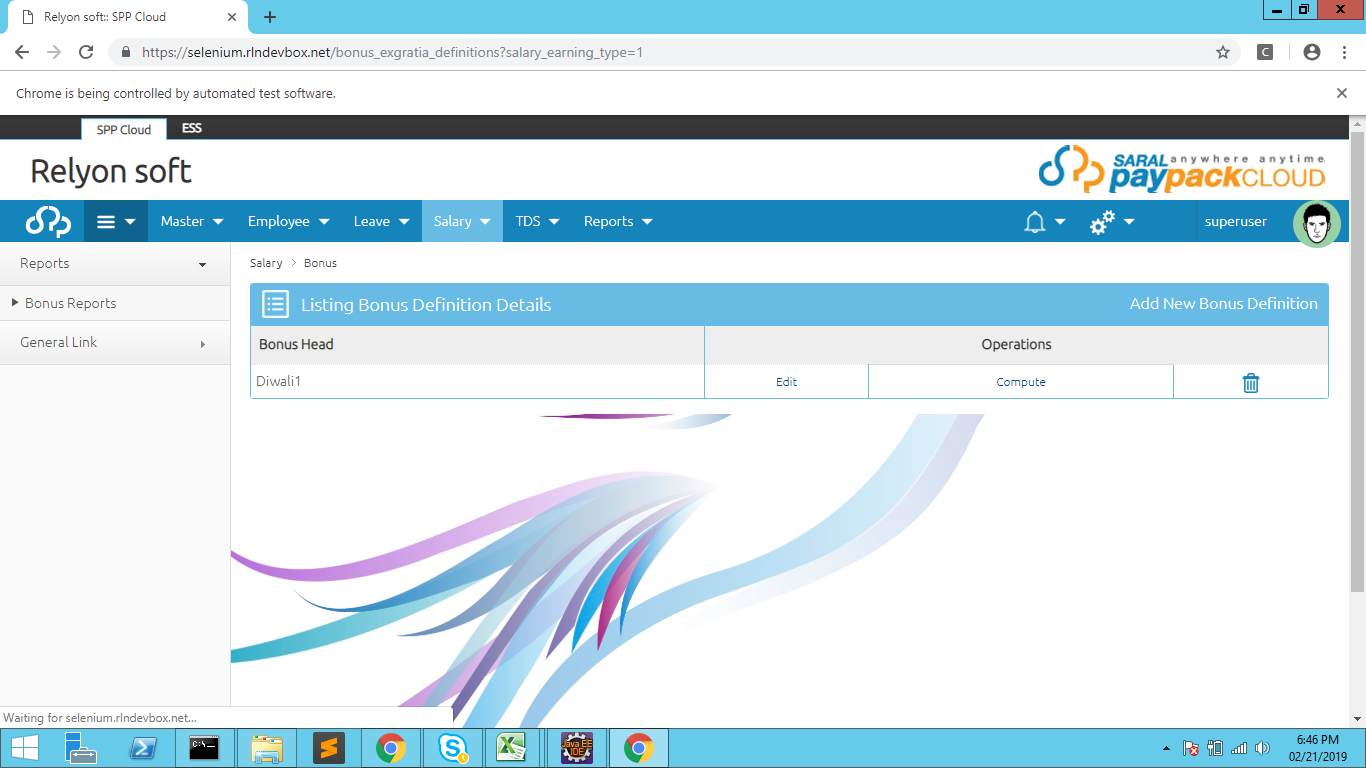 Relyon soft:: SPP Cloud
https://selenium.rlndevbox.net/bonus_exgratia_definitions?salary_earning_type=1
C
Chrome is being controlled by automated test software.
SPP Cloud ESS
Relyon soft
SARAL anywhere anytime
paypackCLOUD
Master Employee Leave Salary TDS Reports superuser
Reports
Bonus Reports
General Link
Salary > Bonus
Listing Bonus Definition Details Add New Bonus Definition
Bonus Head Operations
Diwali1 Edit Compute
Waiting for selenium.rlndevbox.net...
C:\_
Java EE
IDE
6:46 PM
02/21/2019